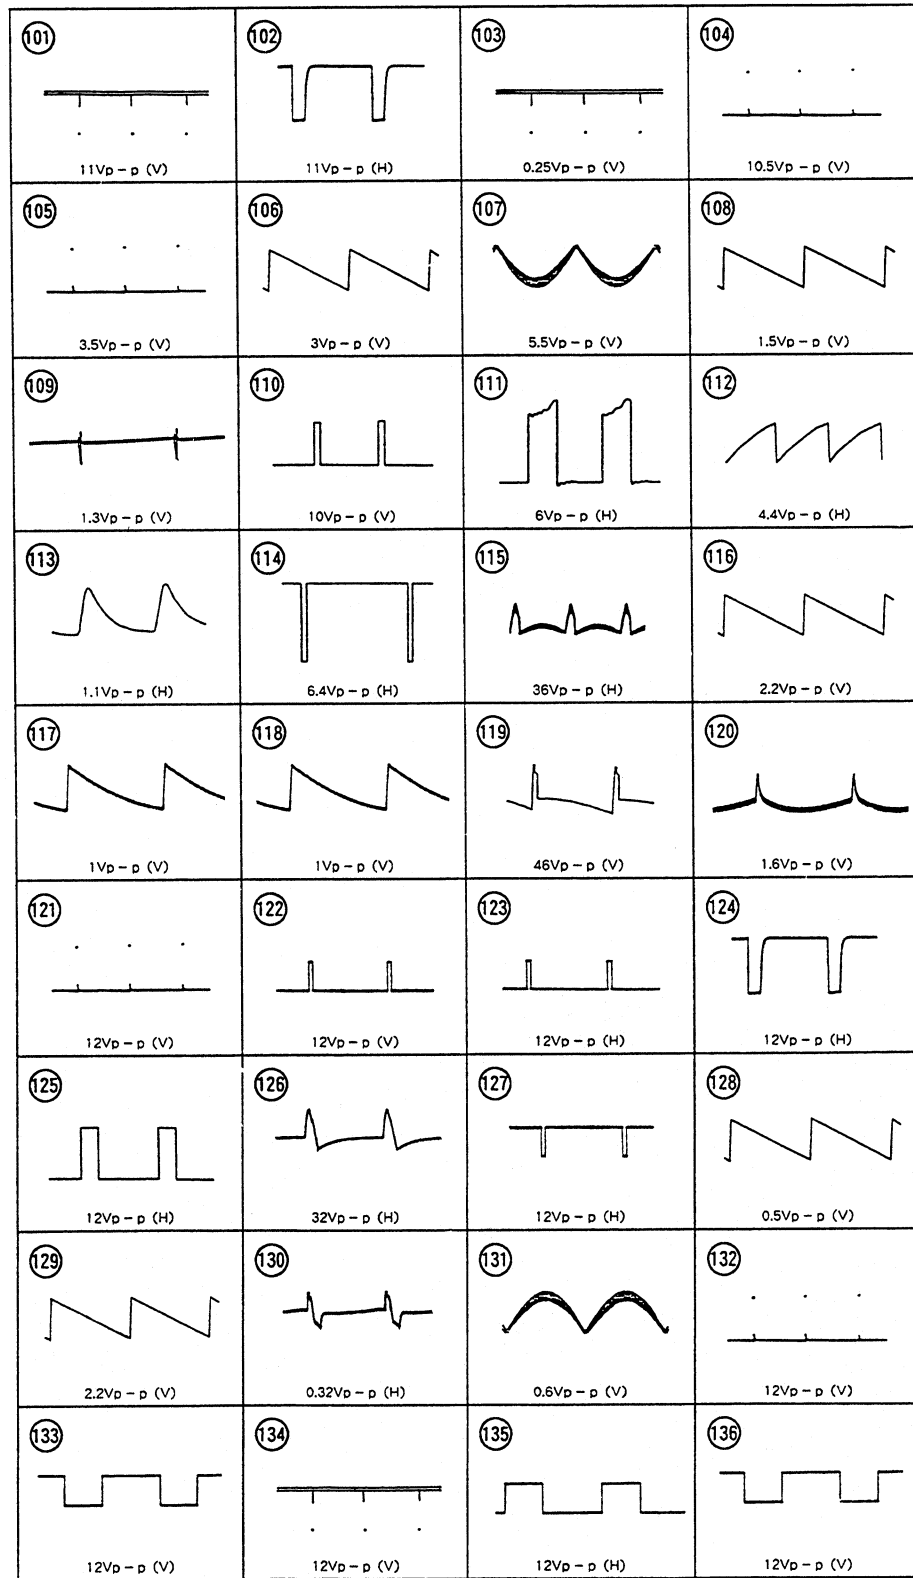 101 102 103 104
11Vp-p (V) 11Vp-p (H) 0.25Vp-p (V) 10.5Vp-p (V)
105 106 107 108
3.5Vp-p (V) 3Vp-p (V) 5.5Vp-p (V) 1.5Vp-p (V)
109 110 111 112
1.3Vp-p (V) 10Vp-p (V) 6Vp-p (H) 4.4Vp-p (H)
113 114 115 116
1.1Vp-p (H) 6.4Vp-p (H) 36Vp-p (H) 2.2Vp-p (V)
117 118 119 120
1Vp-p (V) 1Vp-p (V) 46Vp-p (V) 1.6Vp-p (V)
121 122 123 124
12Vp-p (V) 12Vp-p (V) 12Vp-p (H) 12Vp-p (H)
125 126 127 128
12Vp-p (H) 32Vp-p (H) 12Vp-p (H) 0.5Vp-p (V)
129 130 131 132
2.2Vp-p (V) 0.32Vp-p (H) 0.6Vp-p (V) 12Vp-p (V)
133 134 135 136
12Vp-p (V) 12Vp-p (V) 12Vp-p (H) 12Vp-p (V)